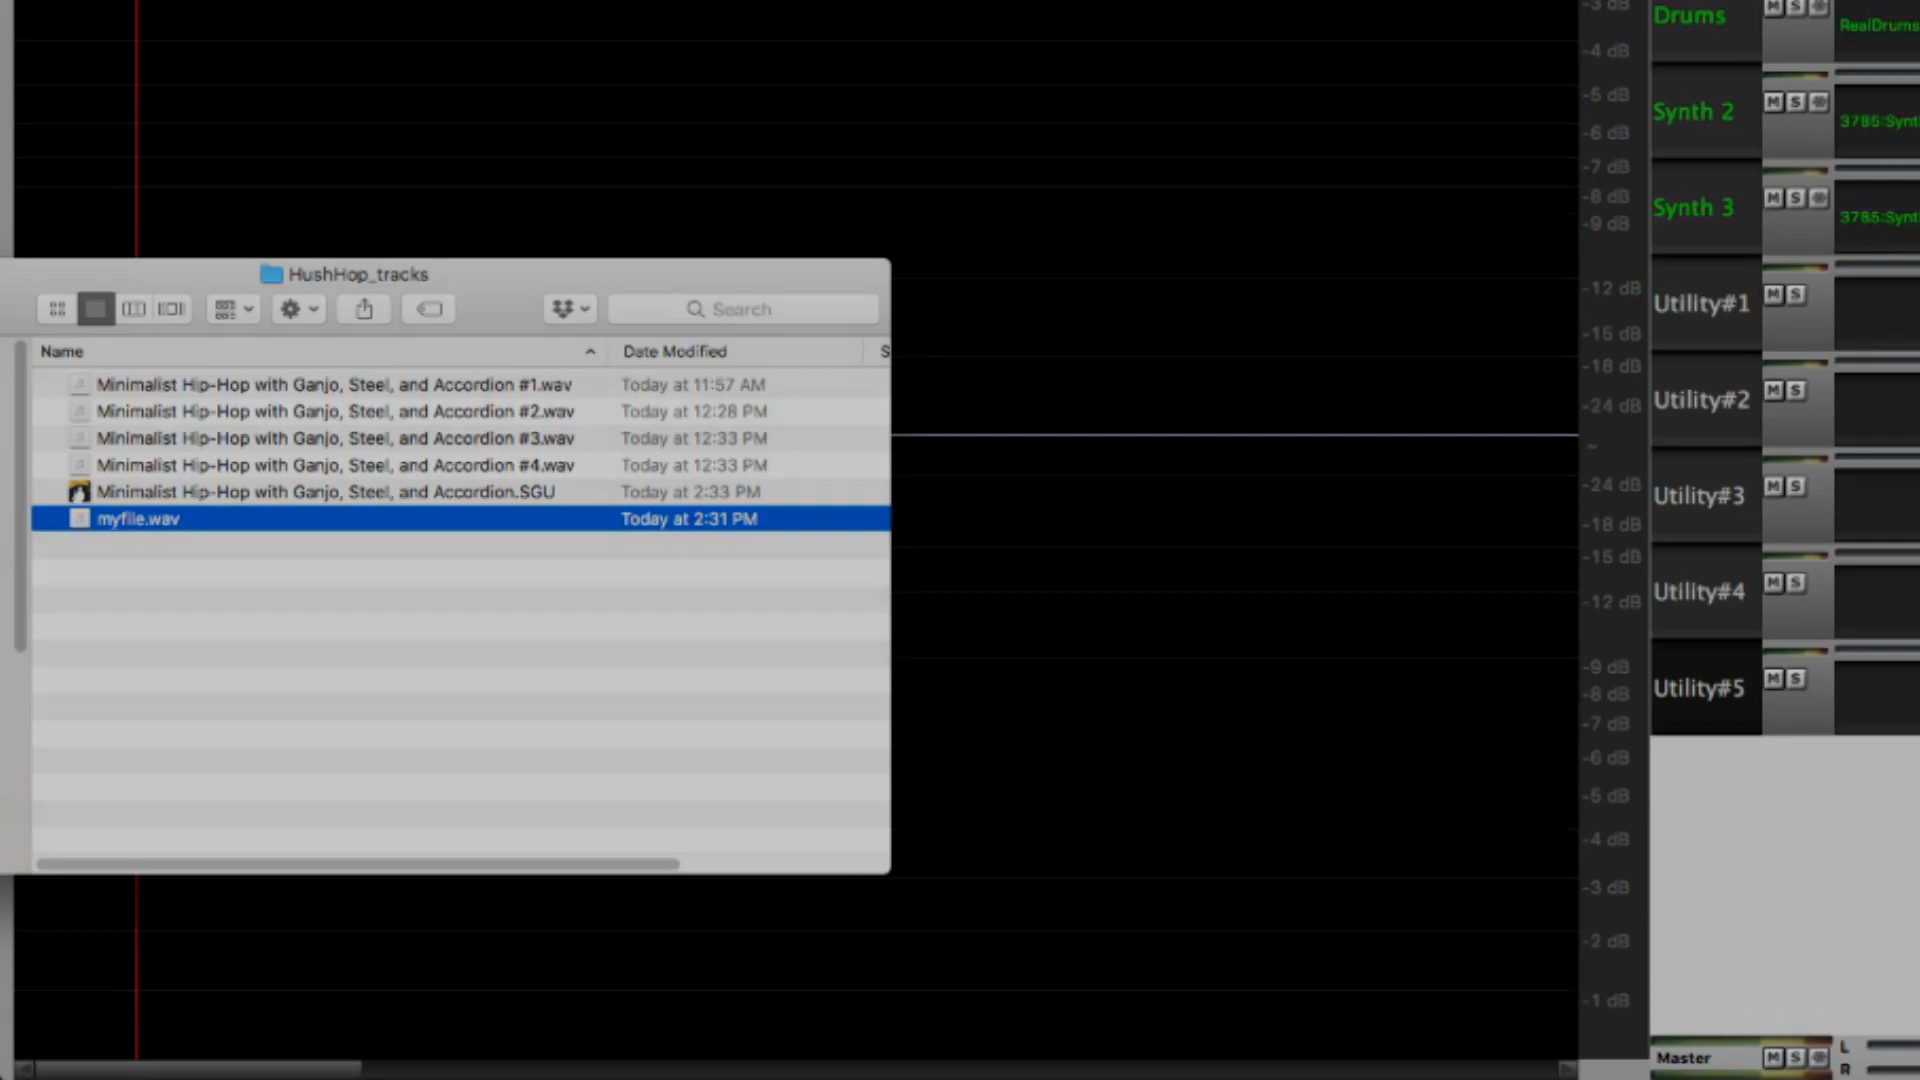 HushHop_tracks
Search
Name
Date Modified
S
Minimalist Hip-Hop with Ganjo, Steel, and Accordion #1.wav
Today at 11:57 AM
Minimalist Hip-Hop with Ganjo, Steel, and Accordion #2.wav
Today at 12:28 PM
Minimalist Hip-Hop with Ganjo, Steel, and Accordion #3.wav
Today at 12:33 PM
Minimalist Hip-Hop with Ganjo, Steel, and Accordion #4.wav
Today at 12:33 PM
Minimalist Hip-Hop with Ganjo, Steel, and Accordion.SGU
Today at 2:33 PM
myfile.wav
Today at 2:31 PM
-3 dB
-4 dB
-5 dB
-6 dB
-7 dB
-8 dB
-9 dB
-12 dB
-15 dB
-18 dB
-24 dB
-24 dB
-18 dB
-15 dB
-12 dB
-9 dB
-8 dB
-7 dB
-6 dB
-5 dB
-4 dB
-3 dB
-2 dB
-1 dB
Drums
M S
RealDrums
Synth 2
M S
3785:Synt
Synth 3
M S
3785:Synt
Utility#1
M S
Utility#2
M S
Utility#3
M S
Utility#4
M S
Utility#5
M S
Master
M S
L
R